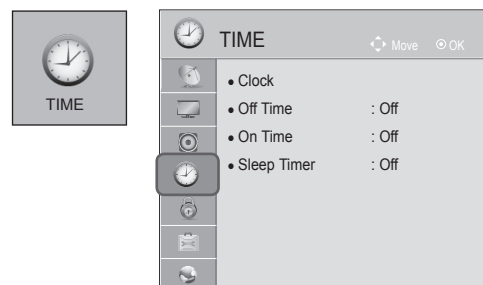 TIME
TIME
Move OK
• Clock
• Off Time : Off
• On Time : Off
• Sleep Timer : Off